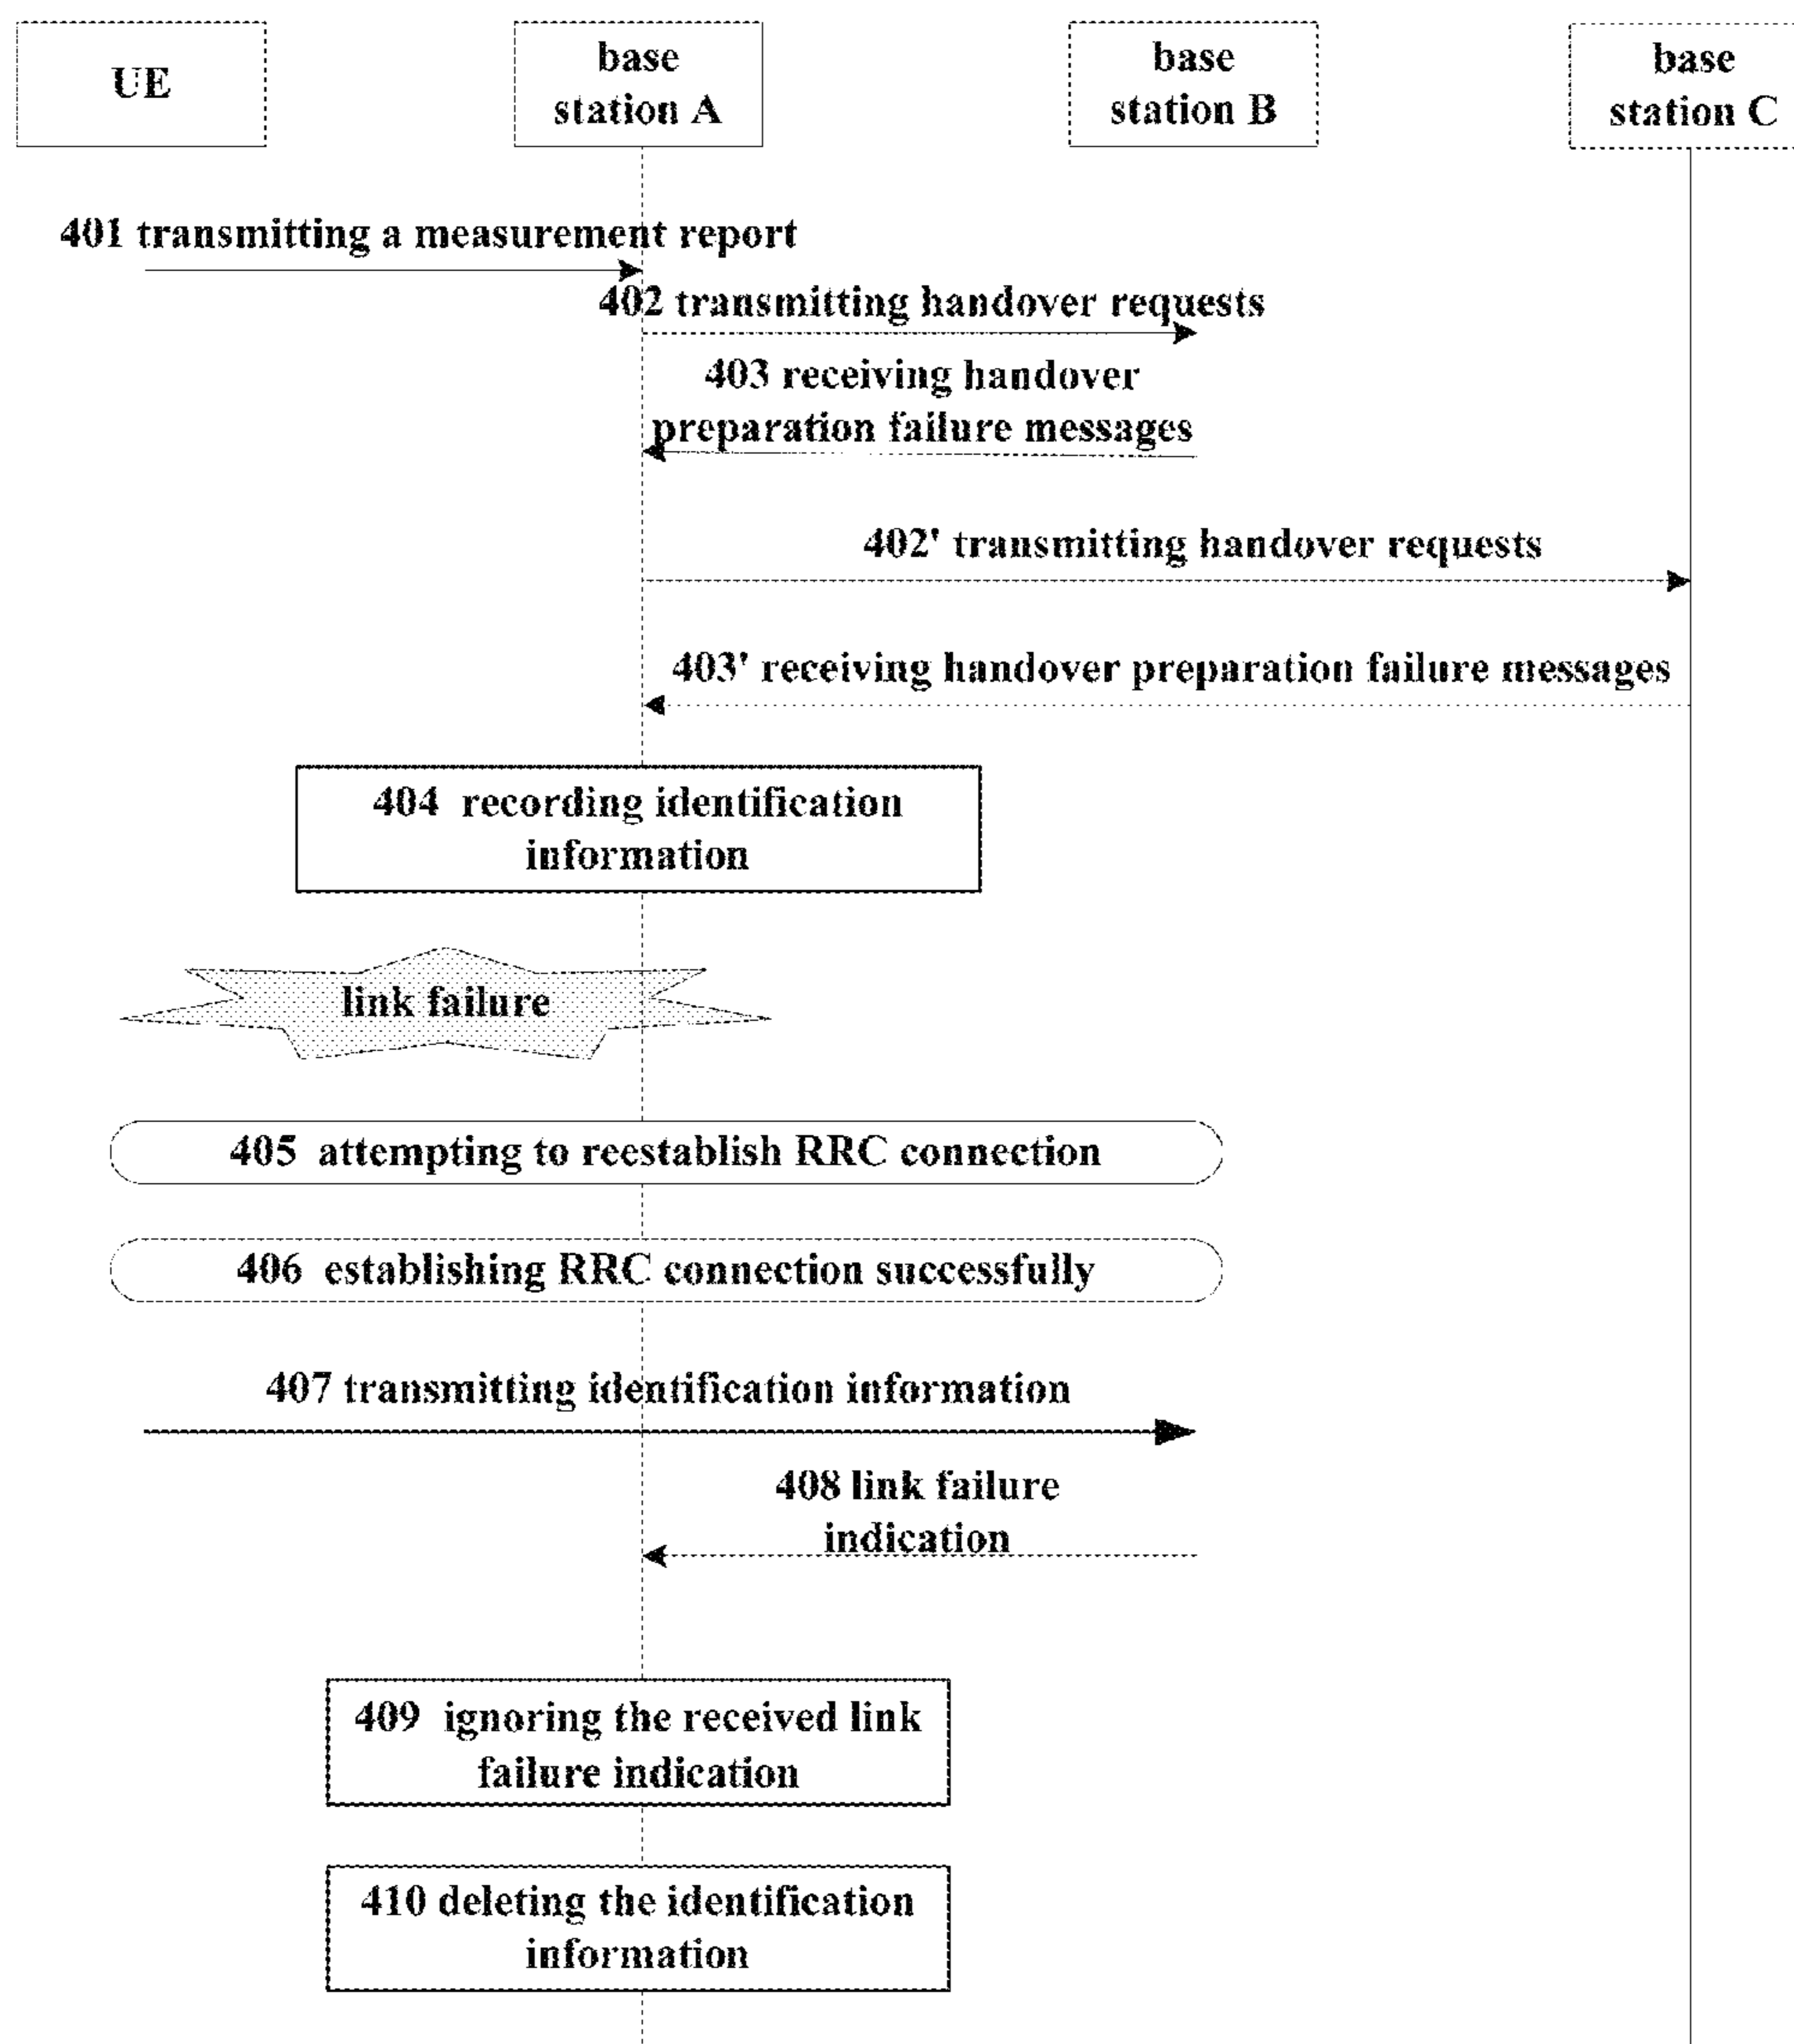 UE
base
station A
base
station B
base
station C
401 transmitting a measurement report
402 transmitting handover requests
403 receiving handover
preparation failure messages
402' transmitting handover requests
403' receiving handover preparation failure messages
404 recording identification
information
link failure
405 attempting to reestablish RRC connection
406 establishing RRC connection successfully
407 transmitting identification information
408 link failure
indication
409 ignoring the received link
failure indication
410 deleting the identification
information